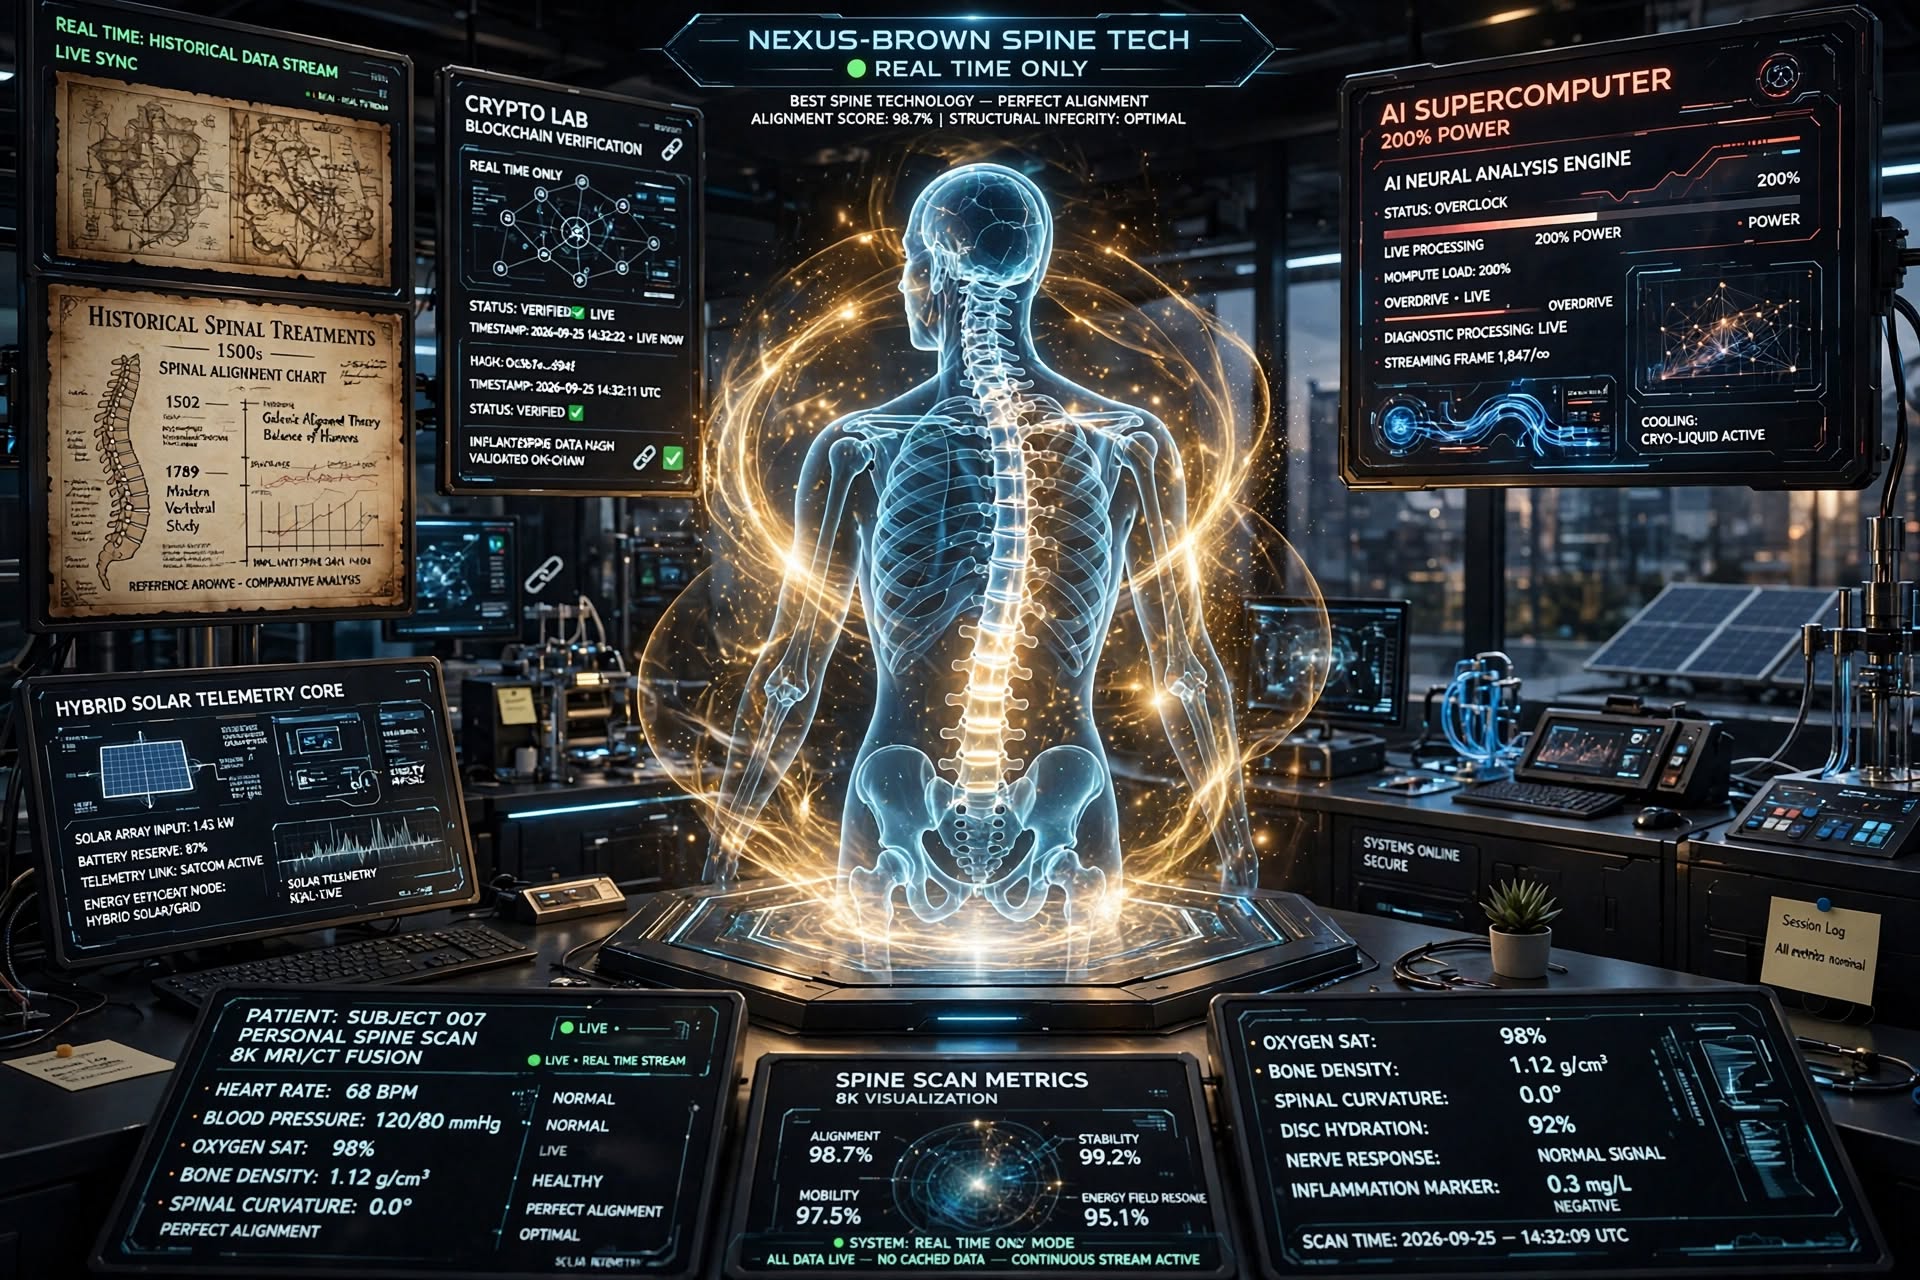 NEXUS-BROWN SPINE TECH
REAL TIME ONLY
BEST SPINE TECHNOLOGY — PERFECT ALIGNMENT
ALIGNMENT SCORE: 98.7% | STRUCTURAL INFEGRITY: OPTIMAL
REAL TIME: HISTORICAL DATA STREAM
LIVE SYNC
HISTORICAL SPINAL TREATMENTS
1500s
SPINAL ALIGNMENT CHART
1502
Balance of Humors
1789
Modern
Vertebral
Study
REFERENCE AROWVE - COMPARATIVE ANALYSIS
CRYPTO LAB
BLOCKCHAIN VERIFICATION
REAL TIME ONLY
STATUS: VERIFIED ✅ LIVE
TIMESTAMP: 2026-09-25 14:32:22 • LIVE NOW
TIMESTAMP: 2026-09-25 14:32:11 UTC
STATUS: VERIFIED ✅
DATA
VALIDATED
AI SUPERCOMPUTER
200% POWER
AI NEURAL ANALYSIS ENGINE
200%
STATUS: OVERCLOCK
• POWER
200% POWER
LIVE PROCESSING
• MOMPUTE LOAD: 200%
• OVERDRIVE • LIVE
OVERDRIVE
• DIAGNOSTIC PROCESSING: LIVE
• STREAMING FRAME 1,847/∞
COOLING:
CRYO-LIQUID ACTIVE
HYBRID SOLAR TELEMETRY CORE
SOLAR ARRAY INPUT: 1.43 kW
BATTERY RESERVE: 87%
TELEMETRY LINK: SATCOM ACTIVE
ENERGY EFFICIENT NODE:
HYBRID SOLAR/GRID
SOLAR TELEMETRY
REAL-TIME
SYSTEMS ONLINE
SECURE
Session Log
All nominal
PATIENT: SUBJECT 007
PERSONAL SPINE SCAN
8K MRI/CT FUSION
LIVE •
LIVE • REAL TIME STREAM
• HEART RATE: 68 BPM
NORMAL
• BLOOD PRESSURE: 120/80 mmHg
NORMAL
• OXYGEN SAT: 98%
LIVE
• BONE DENSITY: 1.12 g/cm³
HEALTHY
• SPINAL CURVATURE: 0.0°
PERFECT ALIGNMENT
PERFECT ALIGNMENT
OPTIMAL
SPINE SCAN METRICS
8K VISUALIZATION
ALIGNMENT
98.7%
STABILITY
99.2%
MOBILITY
97.5%
ENERGY FIELD RESONE
95.1%
SYSTEM: REAL TIME ONLY MODE
ALL DATA LIVE — NO CACHED DATA — CONTINUOUS STREAM ACTIVE
• OXYGEN SAT: 98%
• BONE DENSITY: 1.12 g/cm³
SPINAL CURVATURE: 0.0°
DISC HYDRATION: 92%
NERVE RESPONSE: NORMAL SIGNAL
INFLAMMATION MARKER: 0.3 mg/L
NEGATIVE
SCAN TIME: 2026-09-25 — 14:32:09 UTC